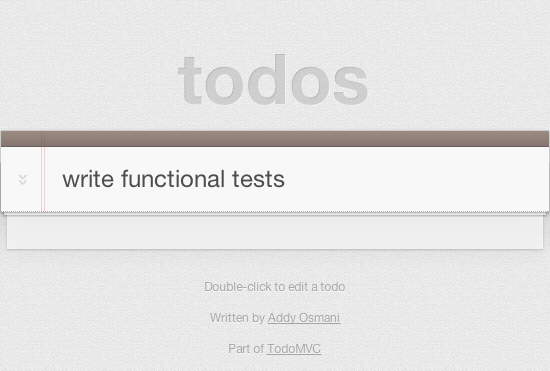 todos
write functional tests
Double-click to edit a todo
Written by Addy Osmani
Part of TodoMVC